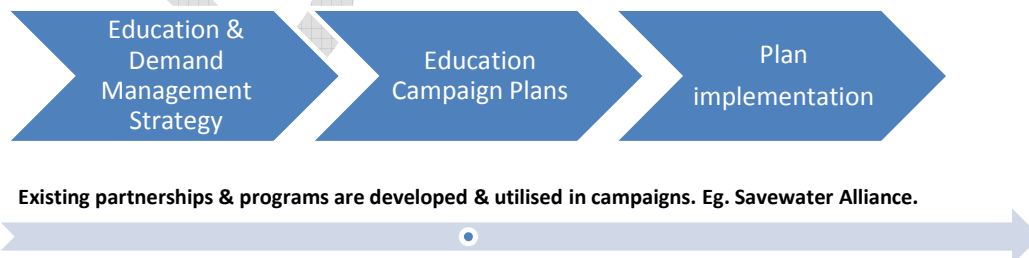 Education &
Demand
Management
Strategy
Education
Campaign Plans
Plan
implementation
Existing partnerships & programs are developed & utilised in campaigns. Eg. Savewater Alliance.